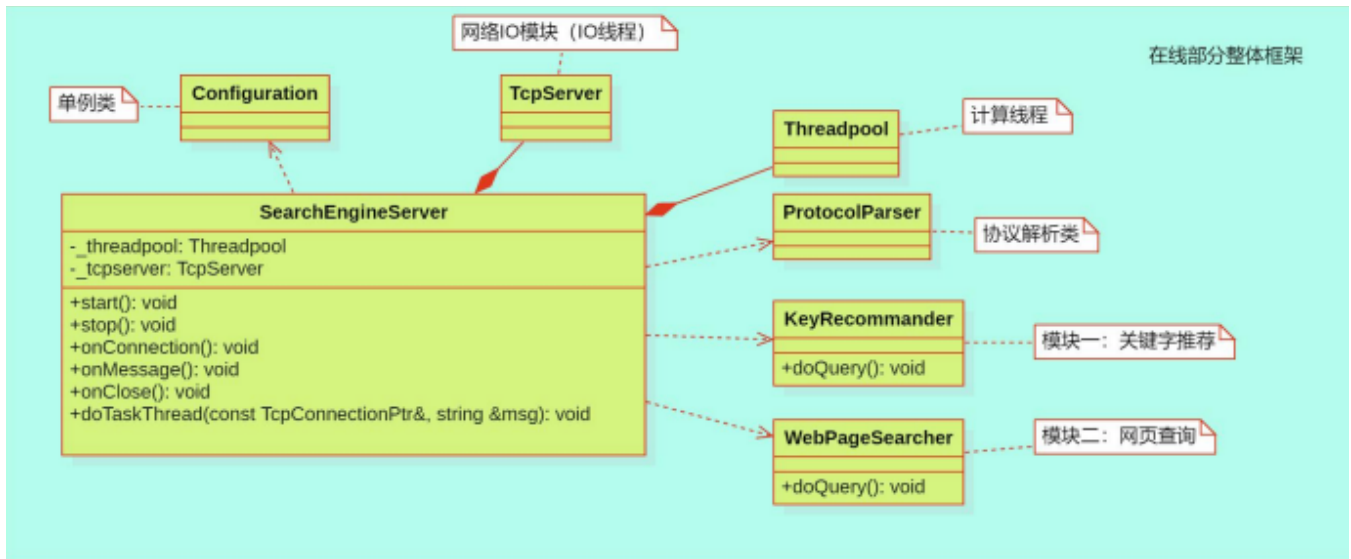 网络IO模块（IO线程）
在线部分整体框架
单例类
Configuration
TcpServer
Threadpool
计算线程
SearchEngineServer
-_threadpool: Threadpool
-_tcpserver: TcpServer
+start(): void
+stop(): void
+onConnection(): void
+onMessage(): void
+onClose(): void
+doTaskThread(const TcpConnectionPtr&, string &msg): void
ProtocolParser
协议解析类
KeyRecommander
+doQuery(): void
模块一：关键字推荐
WebPageSearcher
+doQuery(): void
模块二：网页查询